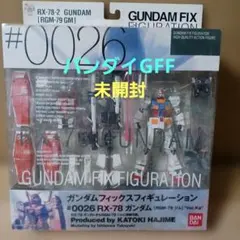 RX-78-2 GUNDAM
[RGM-79 GM]
GUNDAM FIX
FIGURATION
#0026
バンダイGFF
未開封
GUNDAM FIX FIGURATION
ガンダムフィックスフィギュレーション
#0026 RX-78 ガンダム
Produced by KATOKI HAJIME
BANDAI